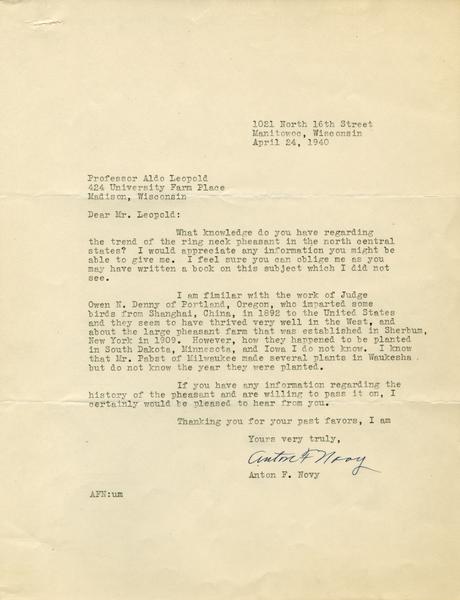 1021 North 16th Street
Manitowoc, Wisconsin
April 24, 1940
Professor Aldo Leopold
424 University Farm Place
Madison, Wisconsin
Dear Mr. Leopold:
What knowledge do you have regarding
the trend of the ring neck pheasant in the north central
states? I would appreciate any information you might be
able to give me. I feel sure you can oblige me as you
may have written a book on this subject which I did not
see.
I am fimilar with the work of Judge
Owen N. Denny of Portland, Oregon, who imparted some
birds from Shanghai, China, in 1892 to the United States
and they seem to have thrived very well in the West, and
about the large pheasant farm that was established in Sherbum,
New York in 1909. However, how they happened to be planted
in South Dakota, Minnesota, and Iowa I do not know. I know
that Mr. Pabst of Milwaukee made several plants in Waukesha
but do not know the year they were planted.
If you have any information regarding the
history of the pheasant and are willing to pass it on, I
certainly would be pleased to hear from you.
Thanking you for your past favors, I am
Yours very truly,
Anton F Novy
Anton F. Novy
AFN:um